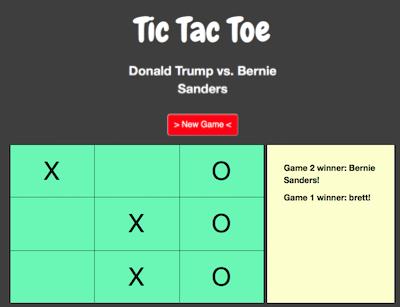 Tic Tac Toe
Donald Trump vs. Bernie
Sanders
> New Game <
X O
X O
X O
Game 2 winner: Bernie
Sanders!
Game 1 winner: brett!